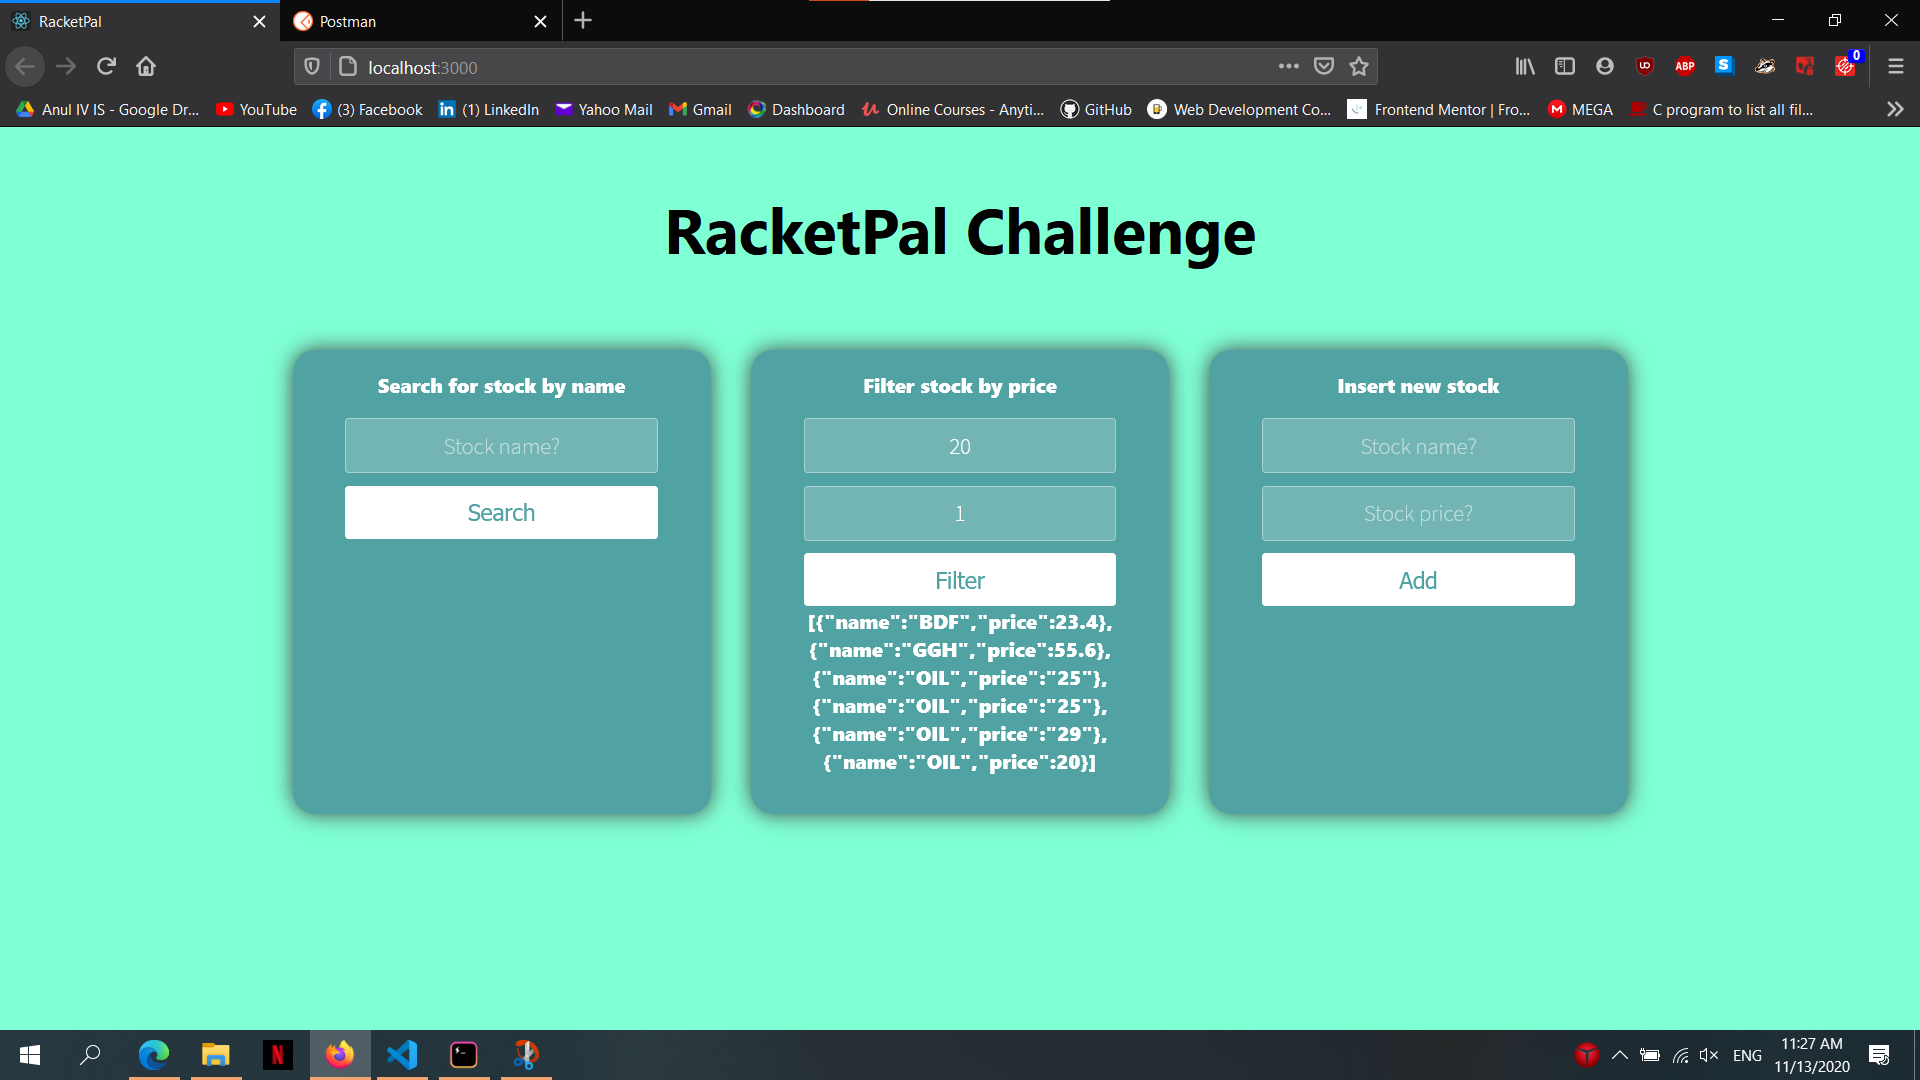 RacketPal
Postman
localhost:3000
ABP
S
0
Anul IV IS - Google Dr...
YouTube
(3) Facebook
(1) LinkedIn
Yahoo Mail
Gmail
Dashboard
Online Courses - Anyti...
GitHub
Web Development Co...
Frontend Mentor | Fro...
MEGA
C program to list all fil...
RacketPal Challenge
Search for stock by name
Stock name?
Search
Filter stock by price
20
1
Filter
[{"name":"BDF","price":23.4},
{"name":"GGH","price":55.6},
{"name":"OIL","price":"25"},
{"name":"OIL","price":"25"},
{"name":"OIL","price":"29"},
{"name":"OIL","price":20}]
Insert new stock
Stock name?
Stock price?
Add
ENG
11:27 AM
11/13/2020